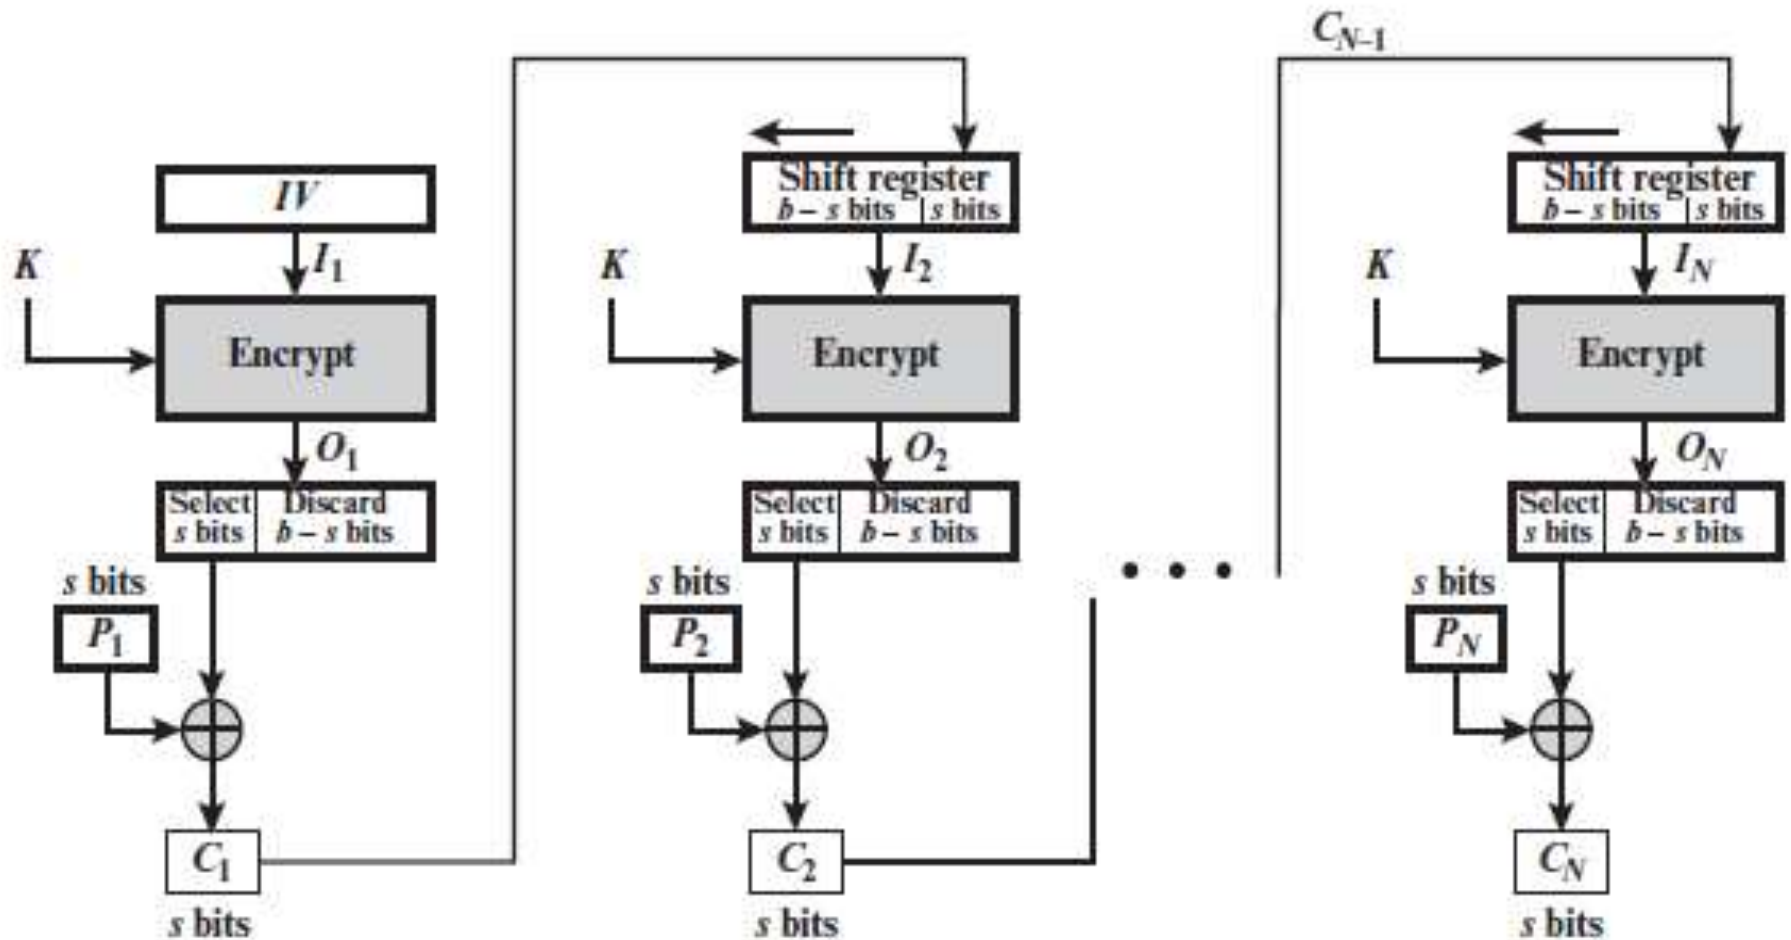 C_{N-1}
IV
Shift register
b – s bits | s bits
Shift register
b – s bits | s bits
K
I_1
K
I_2
K
I_N
Encrypt
Encrypt
Encrypt
O_1
O_2
O_N
Select
s bits
Discard
b – s bits
Select
s bits
Discard
b – s bits
Select
s bits
Discard
b – s bits
s bits
P_1
s bits
P_2
• • •
s bits
P_N
C_1
s bits
C_2
s bits
C_N
s bits